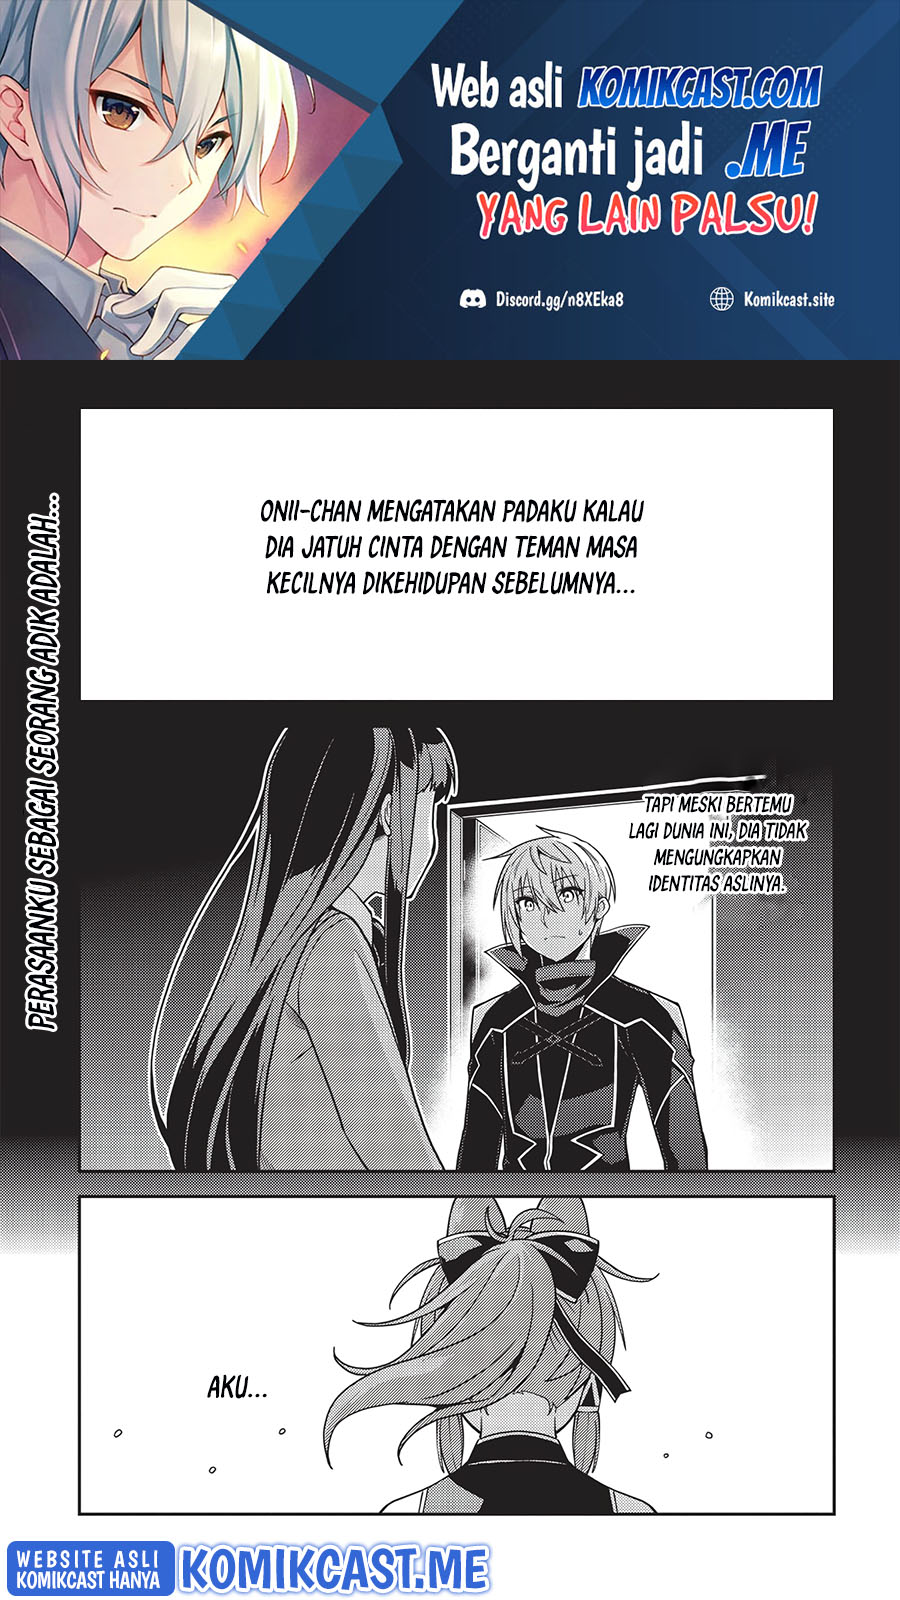 Web asli KOMIKCAST.COM
Berganti jadi .ME
YANG LAIN PALSU!
Discord.gg/n8XEka8
Komikcast.site
PERASAANKU SEBAGAI SEORANG ADIK ADALAH...
ONII-CHAN MENGATAKAN PADAKU KALAU
DIA JATUH CINTA DENGAN TEMAN MASA
KECILNYA DIKEHIDUPAN SEBELUMNYA...
TAPI MESKI BERTEMU
LAGI DUNIA INI, DIA TIDAK
MENGUNGKAPKAN
IDENTITAS ASLINYA.
AKU...
WEBSITE ASLI
KOMIKCAST HANYA
KOMIKCAST.ME